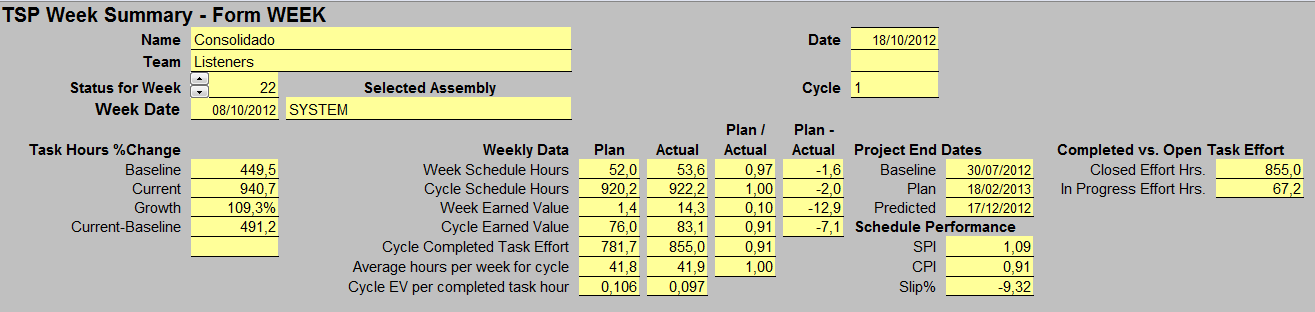 TSP Week Summary - Form WEEK
Name Consolidado Date 18/10/2012
Team Listeners
Status for Week 22 Selected Assembly Cycle 1
Week Date 08/10/2012 SYSTEM
Plan / Plan -
Task Hours %Change Weekly Data Plan Actual Actual Actual Project End Dates Completed vs. Open Task Effort
Baseline 449,5 Week Schedule Hours 52,0 53,6 0,97 -1,6 Baseline 30/07/2012 Closed Effort Hrs. 855,0
Current 940,7 Cycle Schedule Hours 920,2 922,2 1,00 -2,0 Plan 18/02/2013 In Progress Effort Hrs. 67,2
Growth 109,3% Week Earned Value 1,4 14,3 0,10 -12,9 Predicted 17/12/2012
Current-Baseline 491,2 Cycle Earned Value 76,0 83,1 0,91 -7,1 Schedule Performance
Cycle Completed Task Effort 781,7 855,0 0,91 SPI 1,09
Average hours per week for cycle 41,8 41,9 1,00 CPI 0,91
Cycle EV per completed task hour 0,106 0,097 Slip% -9,32